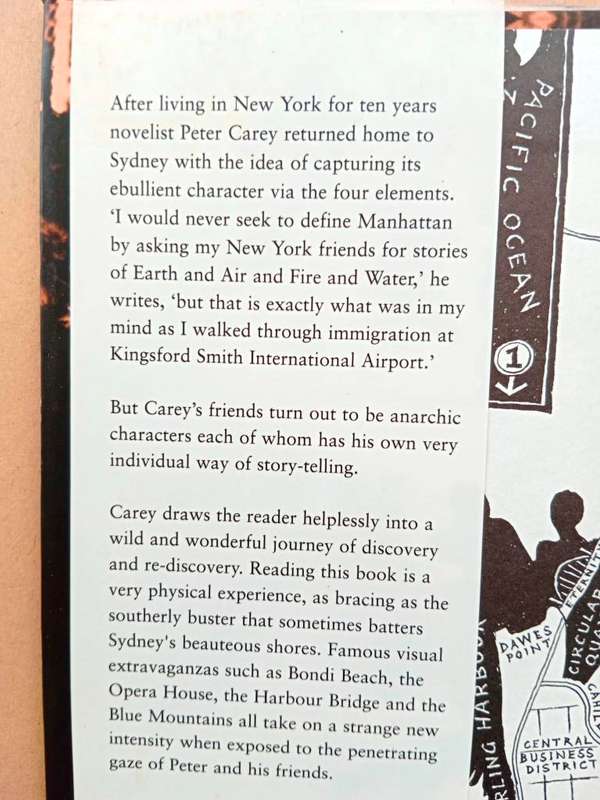 After living in New York for ten years
novelist Peter Carey returned home to
Sydney with the idea of capturing its
ebullient character via the four elements.
‘I would never seek to define Manhattan
by asking my New York friends for stories
of Earth and Air and Fire and Water,’ he
writes, ‘but that is exactly what was in my
mind as I walked through immigration at
Kingsford Smith International Airport.’
But Carey’s friends turn out to be anarchic
characters each of whom has his own very
individual way of story-telling.
Carey draws the reader helplessly into a
wild and wonderful journey of discovery
and re-discovery. Reading this book is a
very physical experience, as bracing as the
southerly buster that sometimes batters
Sydney's beauteous shores. Famous visual
extravaganzas such as Bondi Beach, the
Opera House, the Harbour Bridge and the
Blue Mountains all take on a strange new
intensity when exposed to the penetrating
gaze of Peter and his friends.
PACIFIC OCEAN
1
ETERNITY
DAWES
POINT
CIRCULAR
QUA
CAHIL
RLING HARBOUR
CENTRAL
BUSINESS
DISTRICT